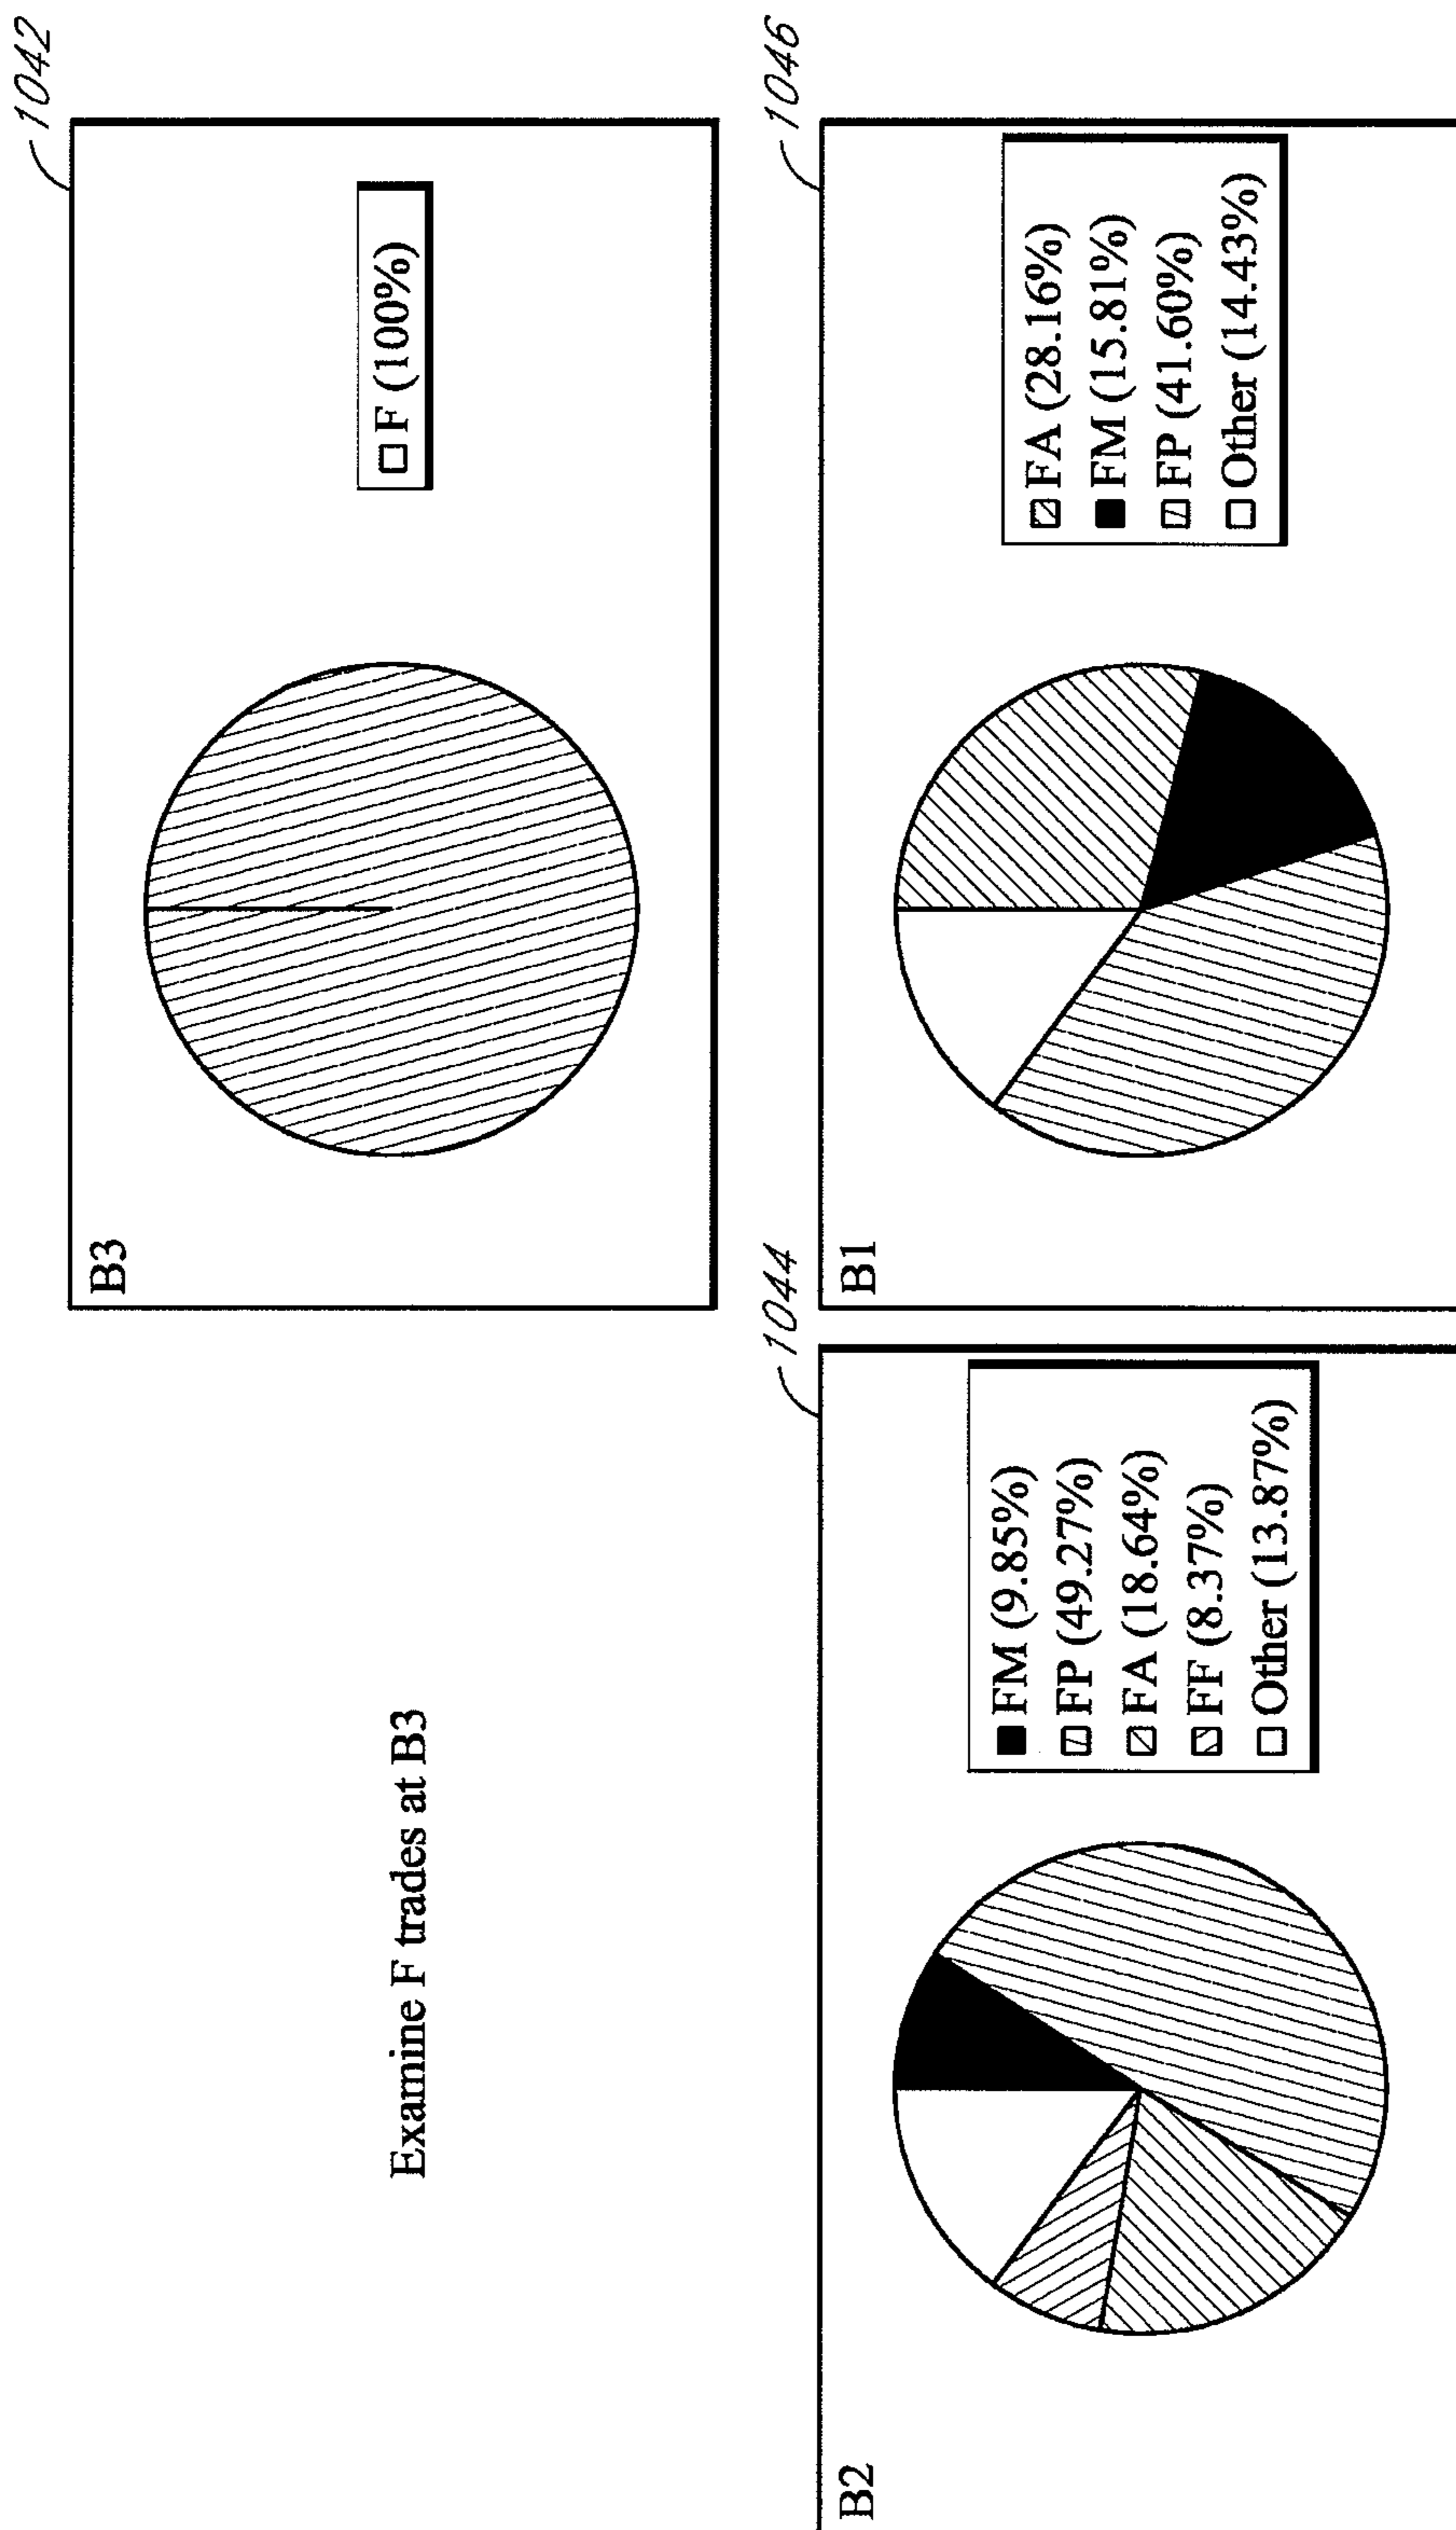 Examine F trades at B3
1042
B3
F (100%)
1044
B2
FM (9.85%)
FP (49.27%)
FA (18.64%)
FF (8.37%)
Other (13.87%)
1046
B1
FA (28.16%)
FM (15.81%)
FP (41.60%)
Other (14.43%)